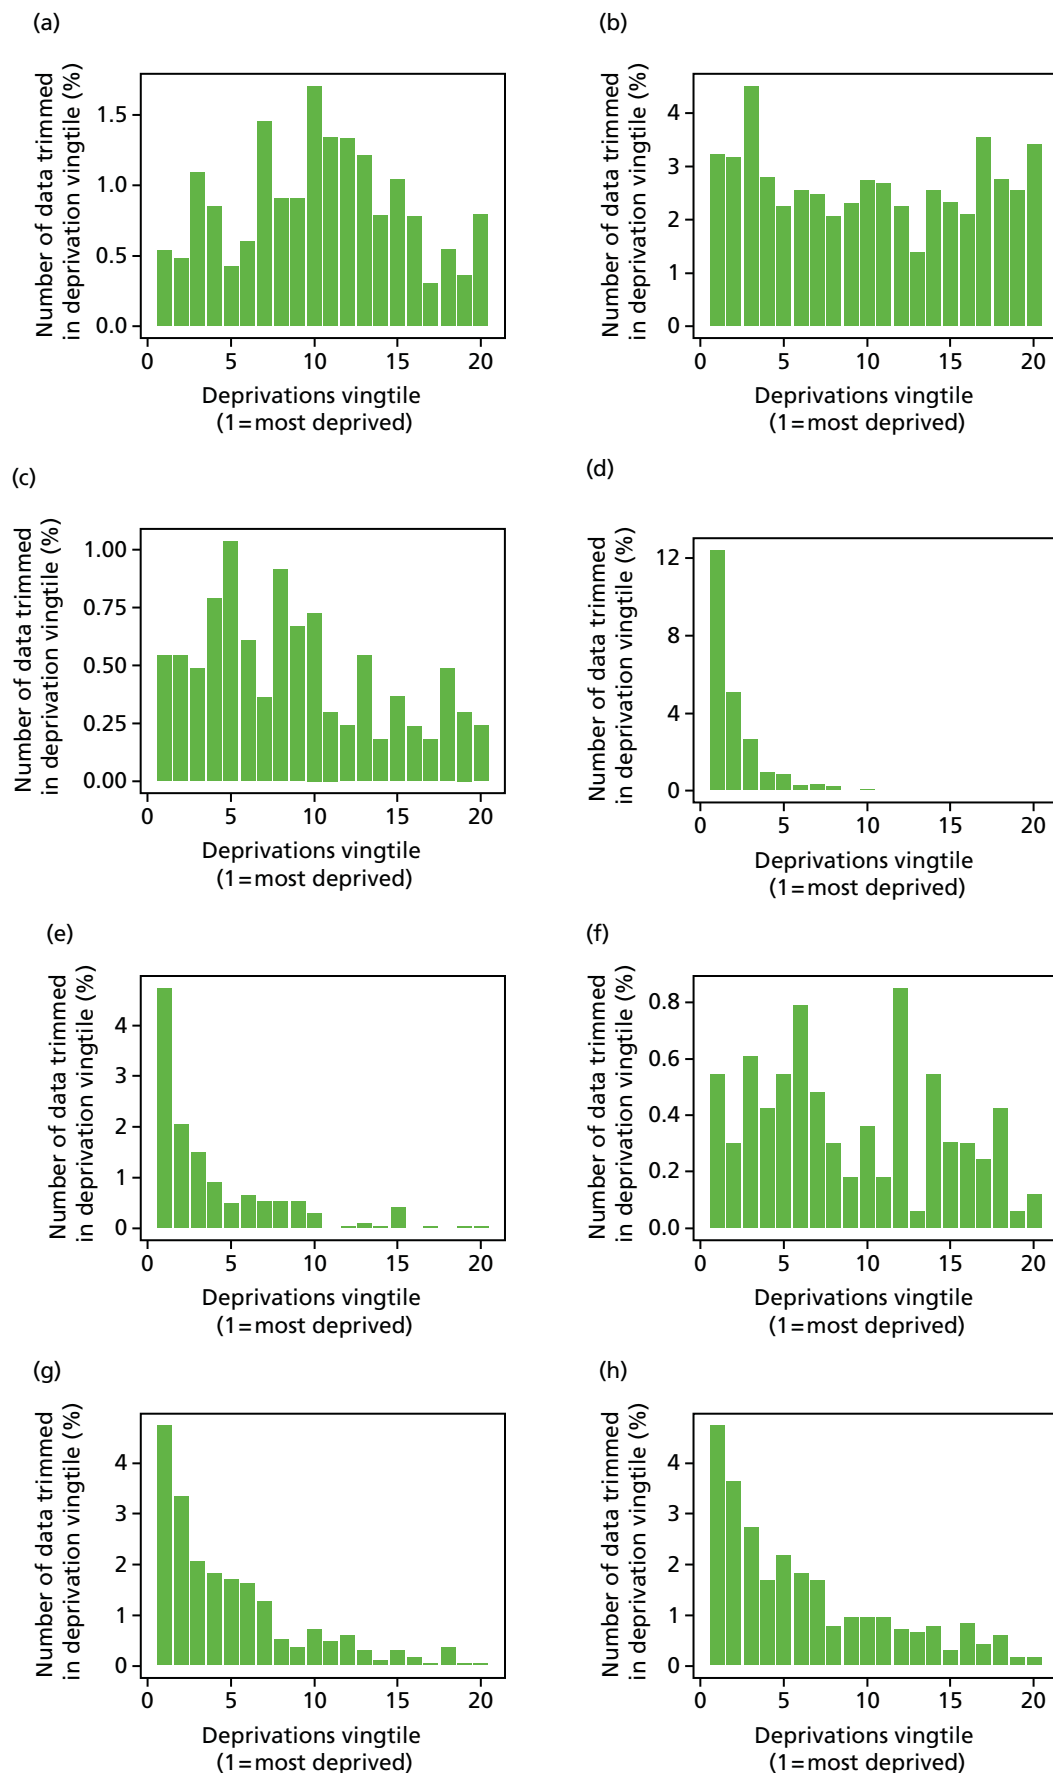 (a)
Number of data trimmed
in deprivation vingtile (%)
1.5
1.0
0.5
0.0
0 5 10 15 20
Deprivations vingtile
(1=most deprived)
(b)
Number of data trimmed
in deprivation vingtile (%)
4
3
2
1
0
0 5 10 15 20
Deprivations vingtile
(1=most deprived)
(c)
Number of data trimmed
in deprivation vingtile (%)
1.00
0.75
0.50
0.25
0.00
0 5 10 15 20
Deprivations vingtile
(1=most deprived)
(d)
Number of data trimmed
in deprivation vingtile (%)
12
8
4
0
0 5 10 15 20
Deprivations vingtile
(1=most deprived)
(e)
Number of data trimmed
in deprivation vingtile (%)
4
3
2
1
0
0 5 10 15 20
Deprivations vingtile
(1=most deprived)
(f)
Number of data trimmed
in deprivation vingtile (%)
0.8
0.6
0.4
0.2
0.0
0 5 10 15 20
Deprivations vingtile
(1=most deprived)
(g)
Number of data trimmed
in deprivation vingtile (%)
4
3
2
1
0
0 5 10 15 20
Deprivations vingtile
(1=most deprived)
(h)
Number of data trimmed
in deprivation vingtile (%)
4
3
2
1
0
0 5 10 15 20
Deprivations vingtile
(1=most deprived)